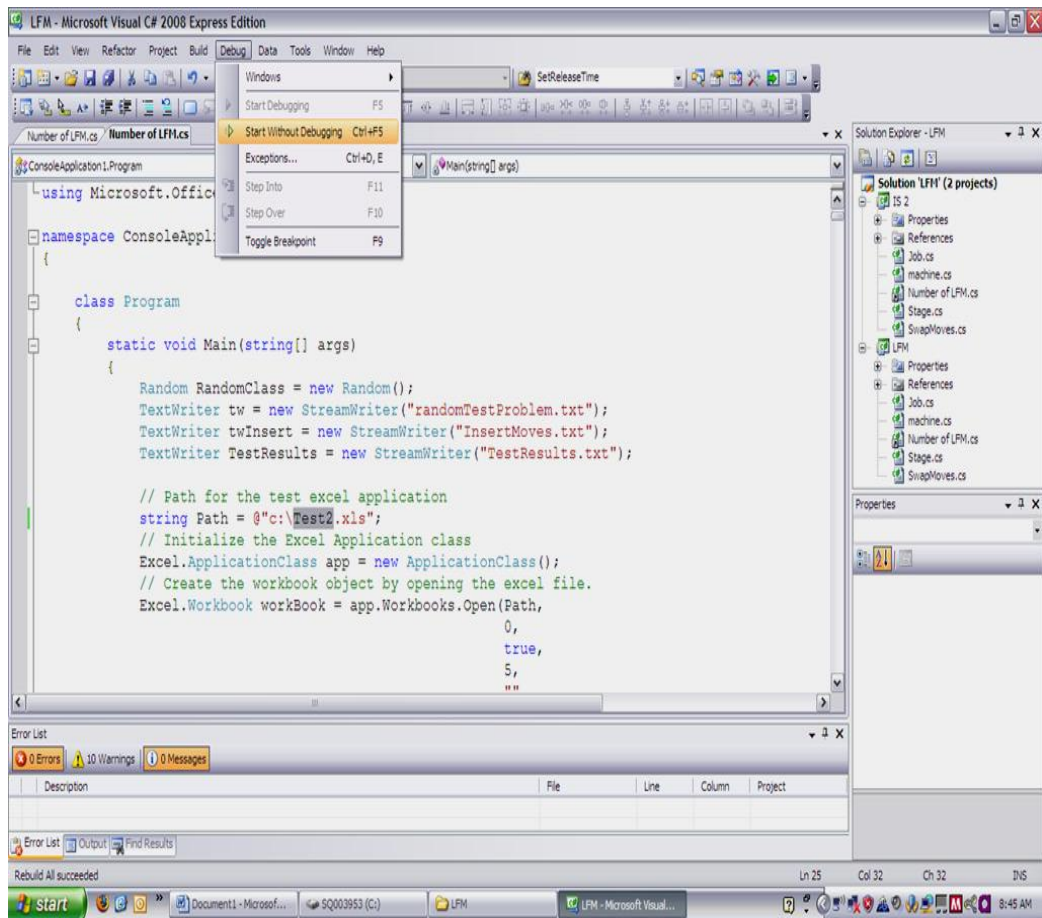 LFM - Microsoft Visual C# 2008 Express Edition
File Edit View Refactor Project Build Debug Data Tools Window Help
SetReleaseTime
Windows
Start Debugging F5
Start Without Debugging Ctrl+F5
Exceptions... Ctrl+D, E
Step Into F11
Step Over F10
Toggle Breakpoint F9
Number of LFM.cs Number of LFM.cs
ConsoleApplication1.Program
Main(string[] args)
using Microsoft.Offic
namespace ConsoleAppl
{
class Program
{
static void Main(string[] args)
{
Random RandomClass = new Random();
TextWriter tw = new StreamWriter("randomTestProblem.txt");
TextWriter twInsert = new StreamWriter("InsertMoves.txt");
TextWriter TestResults = new StreamWriter("TestResults.txt");
// Path for the test excel application
string Path = @"c:\Test2.xls";
// Initialize the Excel Application class
Excel.ApplicationClass app = new ApplicationClass();
// Create the workbook object by opening the excel file.
Excel.Workbook workBook = app.Workbooks.Open(Path,
0,
true,
5,
""
Solution Explorer - LFM
Solution 'LFM' (2 projects)
IS 2
Properties
References
Job.cs
machine.cs
Number of LFM.cs
Stage.cs
SwapMoves.cs
LFM
Properties
References
Job.cs
machine.cs
Number of LFM.cs
Stage.cs
SwapMoves.cs
Properties
Error List
0 Errors 10 Warnings 0 Messages
Description File Line Column Project
Error List Output Find Results
Rebuild All succeeded Ln 25 Col 32 Ch 32 INS
start Document1 - Microsof... SQ003953 (C:) LFM LFM - Microsoft Visual... 8:45 AM